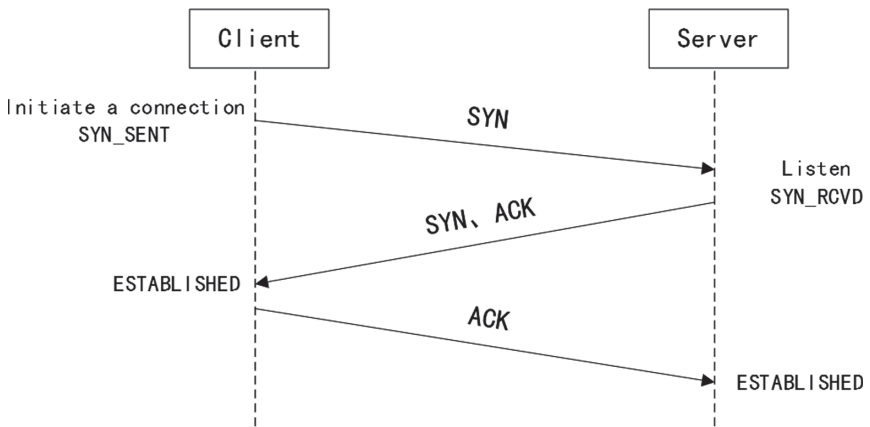 Client
Server
Initiate a connection
SYN_SENT
SYN
Listen
SYN_RCVD
SYN、ACK
ESTABLISHED
ACK
ESTABLISHED